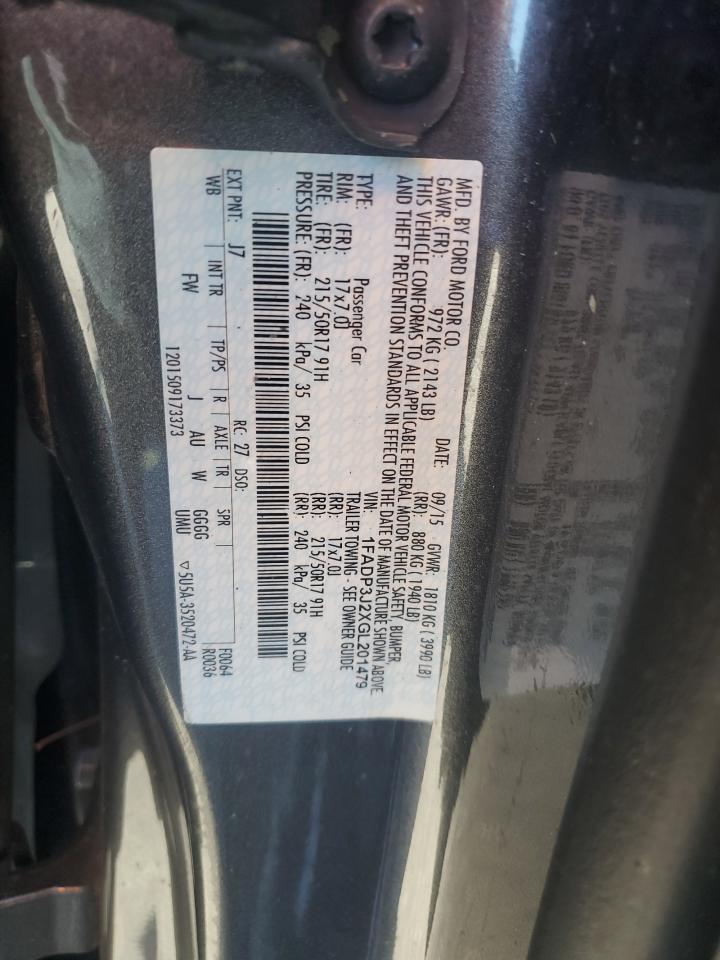 MFD. BY FORD MOTOR CO.
DATE: 09/15 GVWR: 1810 KG ( 3990 LB)
GAWR: (FR): 972 KG ( 2143 LB) (RR): 880 KG ( 1940 LB)
THIS VEHICLE CONFORMS TO ALL APPLICABLE FEDERAL MOTOR VEHICLE SAFETY, BUMPER,
AND THEFT PREVENTION STANDARDS IN EFFECT ON THE DATE OF MANUFACTURE SHOWN ABOVE.
VIN: 1FADP3J2XGL201479
TYPE: Passenger Car TRAILER TOWING - SEE OWNER GUIDE
RIM: (FR): 17x7.0J (RR): 17x7.0J
TIRE: (FR): 215/50R17 91H (RR): 215/50R17 91H
PRESSURE: (FR): 240 kPa/ 35 PSI COLD (RR): 240 kPa/ 35 PSI COLD
EXT PNT: J7 RC: 27 DSO: F0064
WB INT TR TP/PS R AXLE TR SPR R0036
FW J AU W GGGG
UMU ▽5U5A-3520472-AA
1201509173373